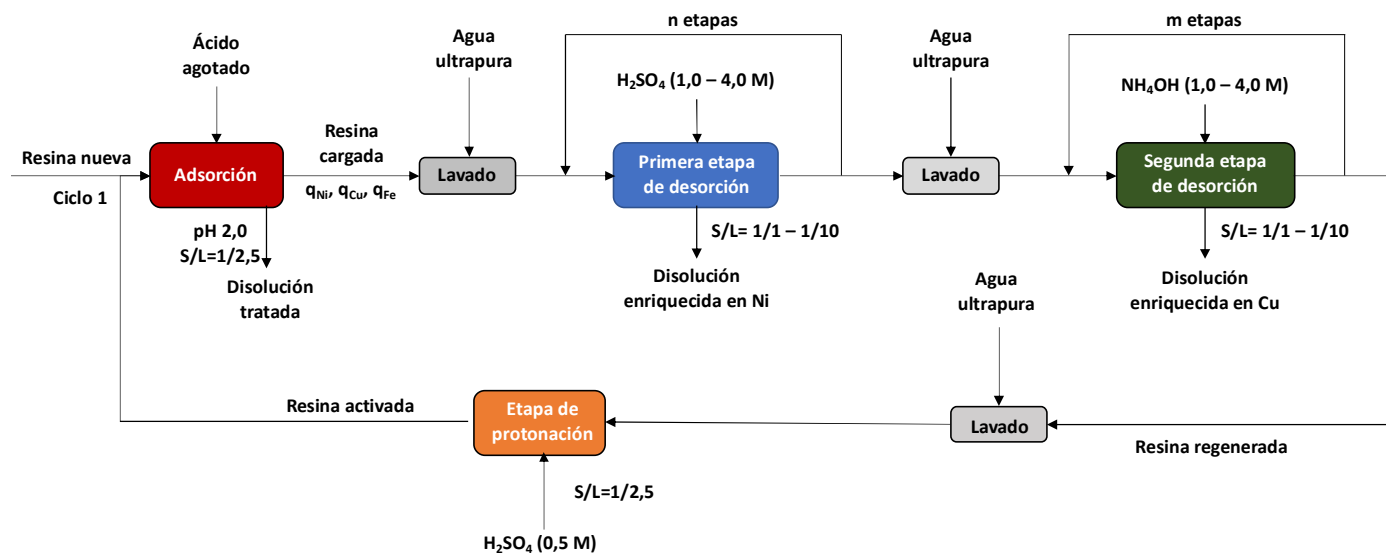 n etapas
m etapas
Ácido
agotado
Agua
ultrapura
H₂SO₄ (1,0 – 4,0 M)
Agua
ultrapura
NH₄OH (1,0 – 4,0 M)
Resina nueva
Ciclo 1
Adsorción
Resina
cargada
qNi, qCu, qFe
Lavado
Primera etapa
de desorción
Lavado
Segunda etapa
de desorción
pH 2,0
S/L=1/2,5
Disolución
tratada
S/L= 1/1 – 1/10
Disolución
enriquecida en Ni
S/L= 1/1 – 1/10
Disolución
enriquecida en Cu
Agua
ultrapura
Resina activada
Etapa de
protonación
Lavado
Resina regenerada
S/L=1/2,5
H₂SO₄ (0,5 M)